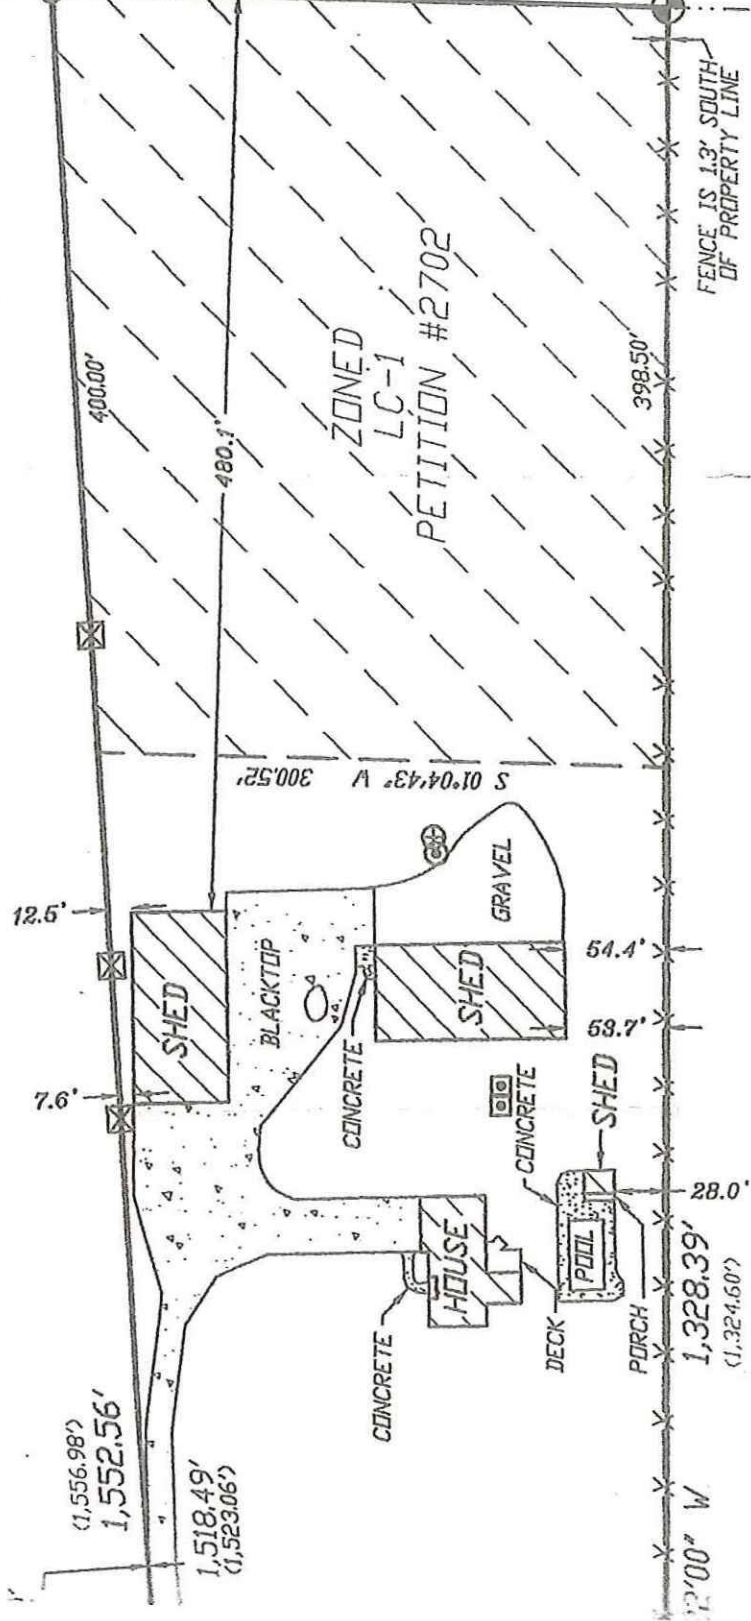 FENCE IS 1.3' SOUTH
OF PROPERTY LINE
400.00'
480.1'
ZONED
LC-1
PETITION #2702
398.50'
S 01°04'43" W 300.52'
12.5'
7.6'
SHED
BLACKTOP
GRAVEL
CONCRETE
SHED
54.4'
53.7'
CONCRETE
SHED
28.0'
POOL
HOUSE
CONCRETE
DECK
PORCH
1,328.39'
(1,324.60')
(1,556.98')
1,552.56'
1,518.49'
(1,523.06')
2'00" W